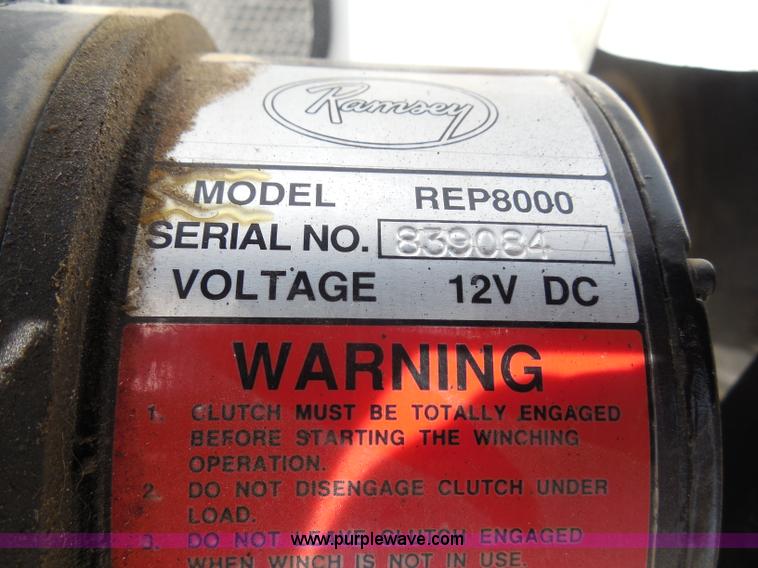 Ramsey
MODEL REP8000
SERIAL NO. 839084
VOLTAGE 12V DC
WARNING
1. CLUTCH MUST BE TOTALLY ENGAGED
BEFORE STARTING THE WINCHING
OPERATION.
2. DO NOT DISENGAGE CLUTCH UNDER
LOAD.
3. DO NOT LEAVE CLUTCH ENGAGED
WHEN WINCH IS NOT IN USE.
www.purplewave.com